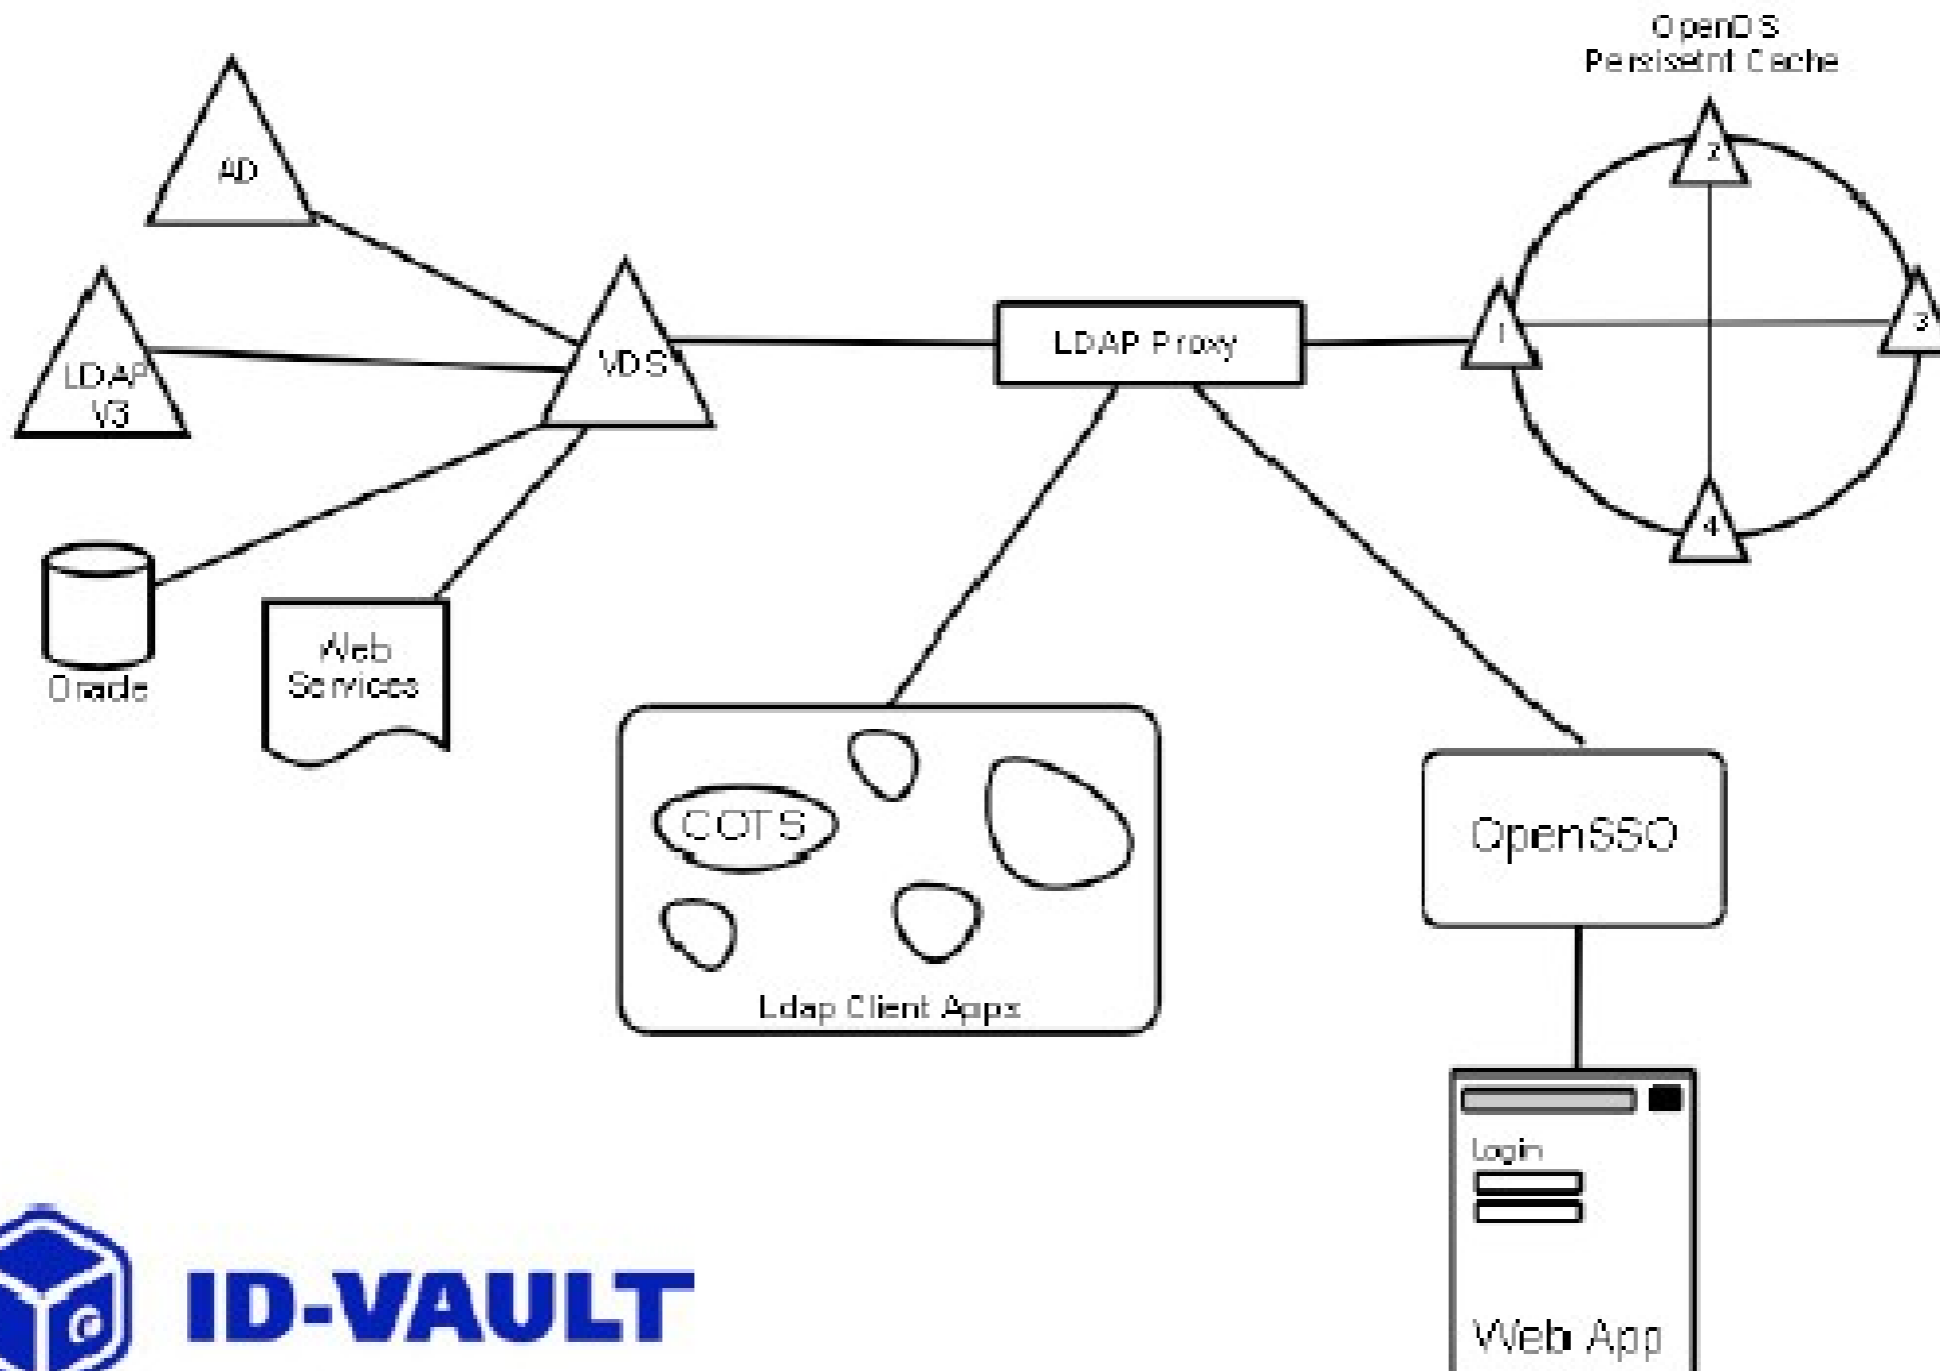 OpenDS
Persisetnt Cache
2
AD
1
3
LDAP Proxy
VDS
LDAP
V3
4
Oracle
Web
Services
COTS
OpenSSO
Ldap Client Apps
Login
Web App
ID-VAULT